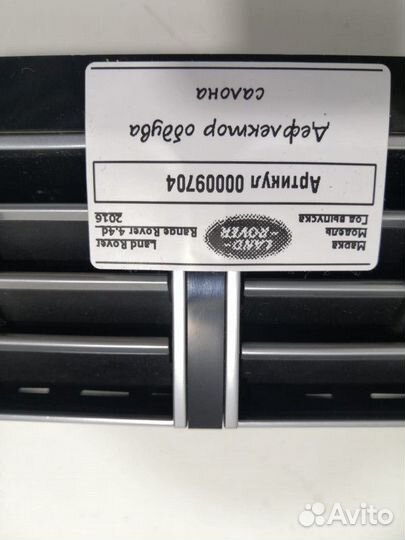 Марка Land Rover
Модель Range Rover 4.4d
Год выпуска 2016
LAND-
ROVER
Артикул 00009704
Дефлектор обдува
салона
Avito